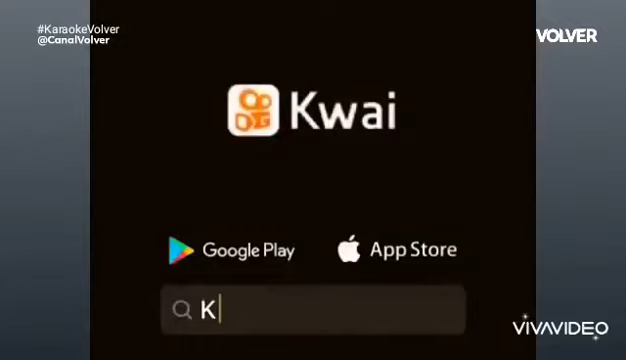 #KaraokeVolver
@CanalVolver
VOLVER
Kwai
Google Play
App Store
K
VIVAVIDEO